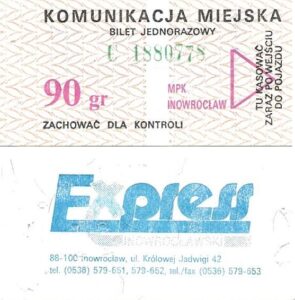 KOMUNIKACJA MIEJSKA
BILET JEDNORAZOWY
C 1880778
90 gr
MPK
INOWROCŁAW
ZACHOWAĆ DLA KONTROLI
TU KASOWAĆ
ZARAZ PO WEJŚCIU
DO POJAZDU
Express
INOWROCŁAWSKI
88-100 Inowrocław, ul. Królowej Jadwigi 42
tel. (0536) 579-651, 579-652, tel./fax (0536) 579-653